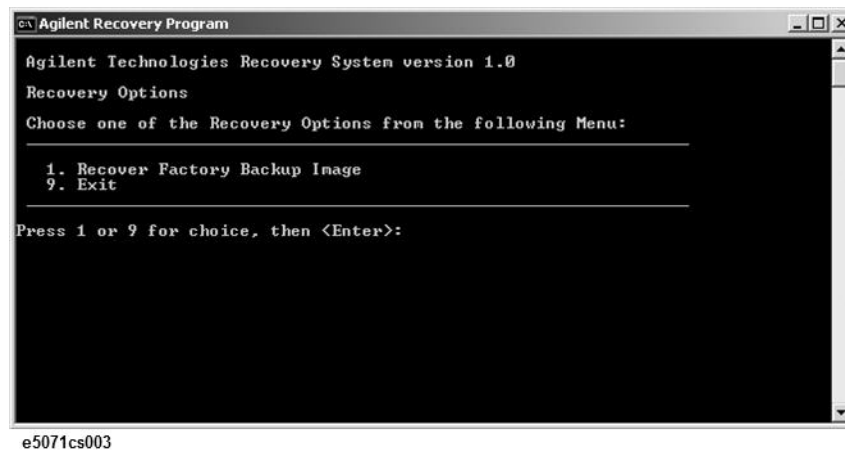 Agilent Recovery Program
Agilent Technologies Recovery System version 1.0
Recovery Options
Choose one of the Recovery Options from the following Menu:
1. Recover Factory Backup Image
9. Exit
Press 1 or 9 for choice, then <Enter>:
e5071cs003